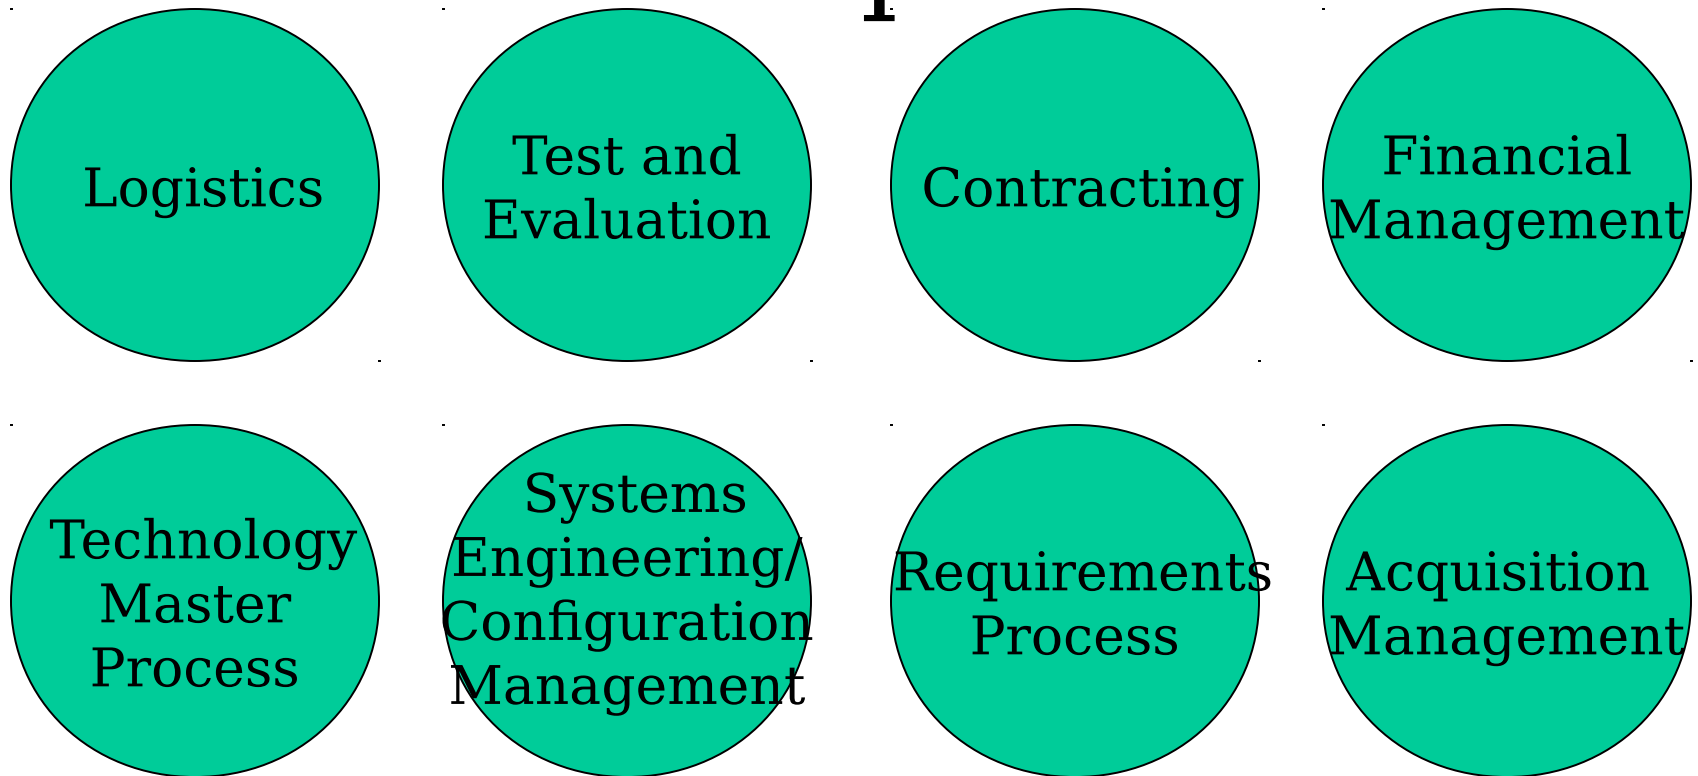 Logistics
Test and
Evaluation
Contracting
Financial
Management
Technology
Master
Process
Systems
Engineering/
Configuration
Management
Requirements
Process
Acquisition
Management